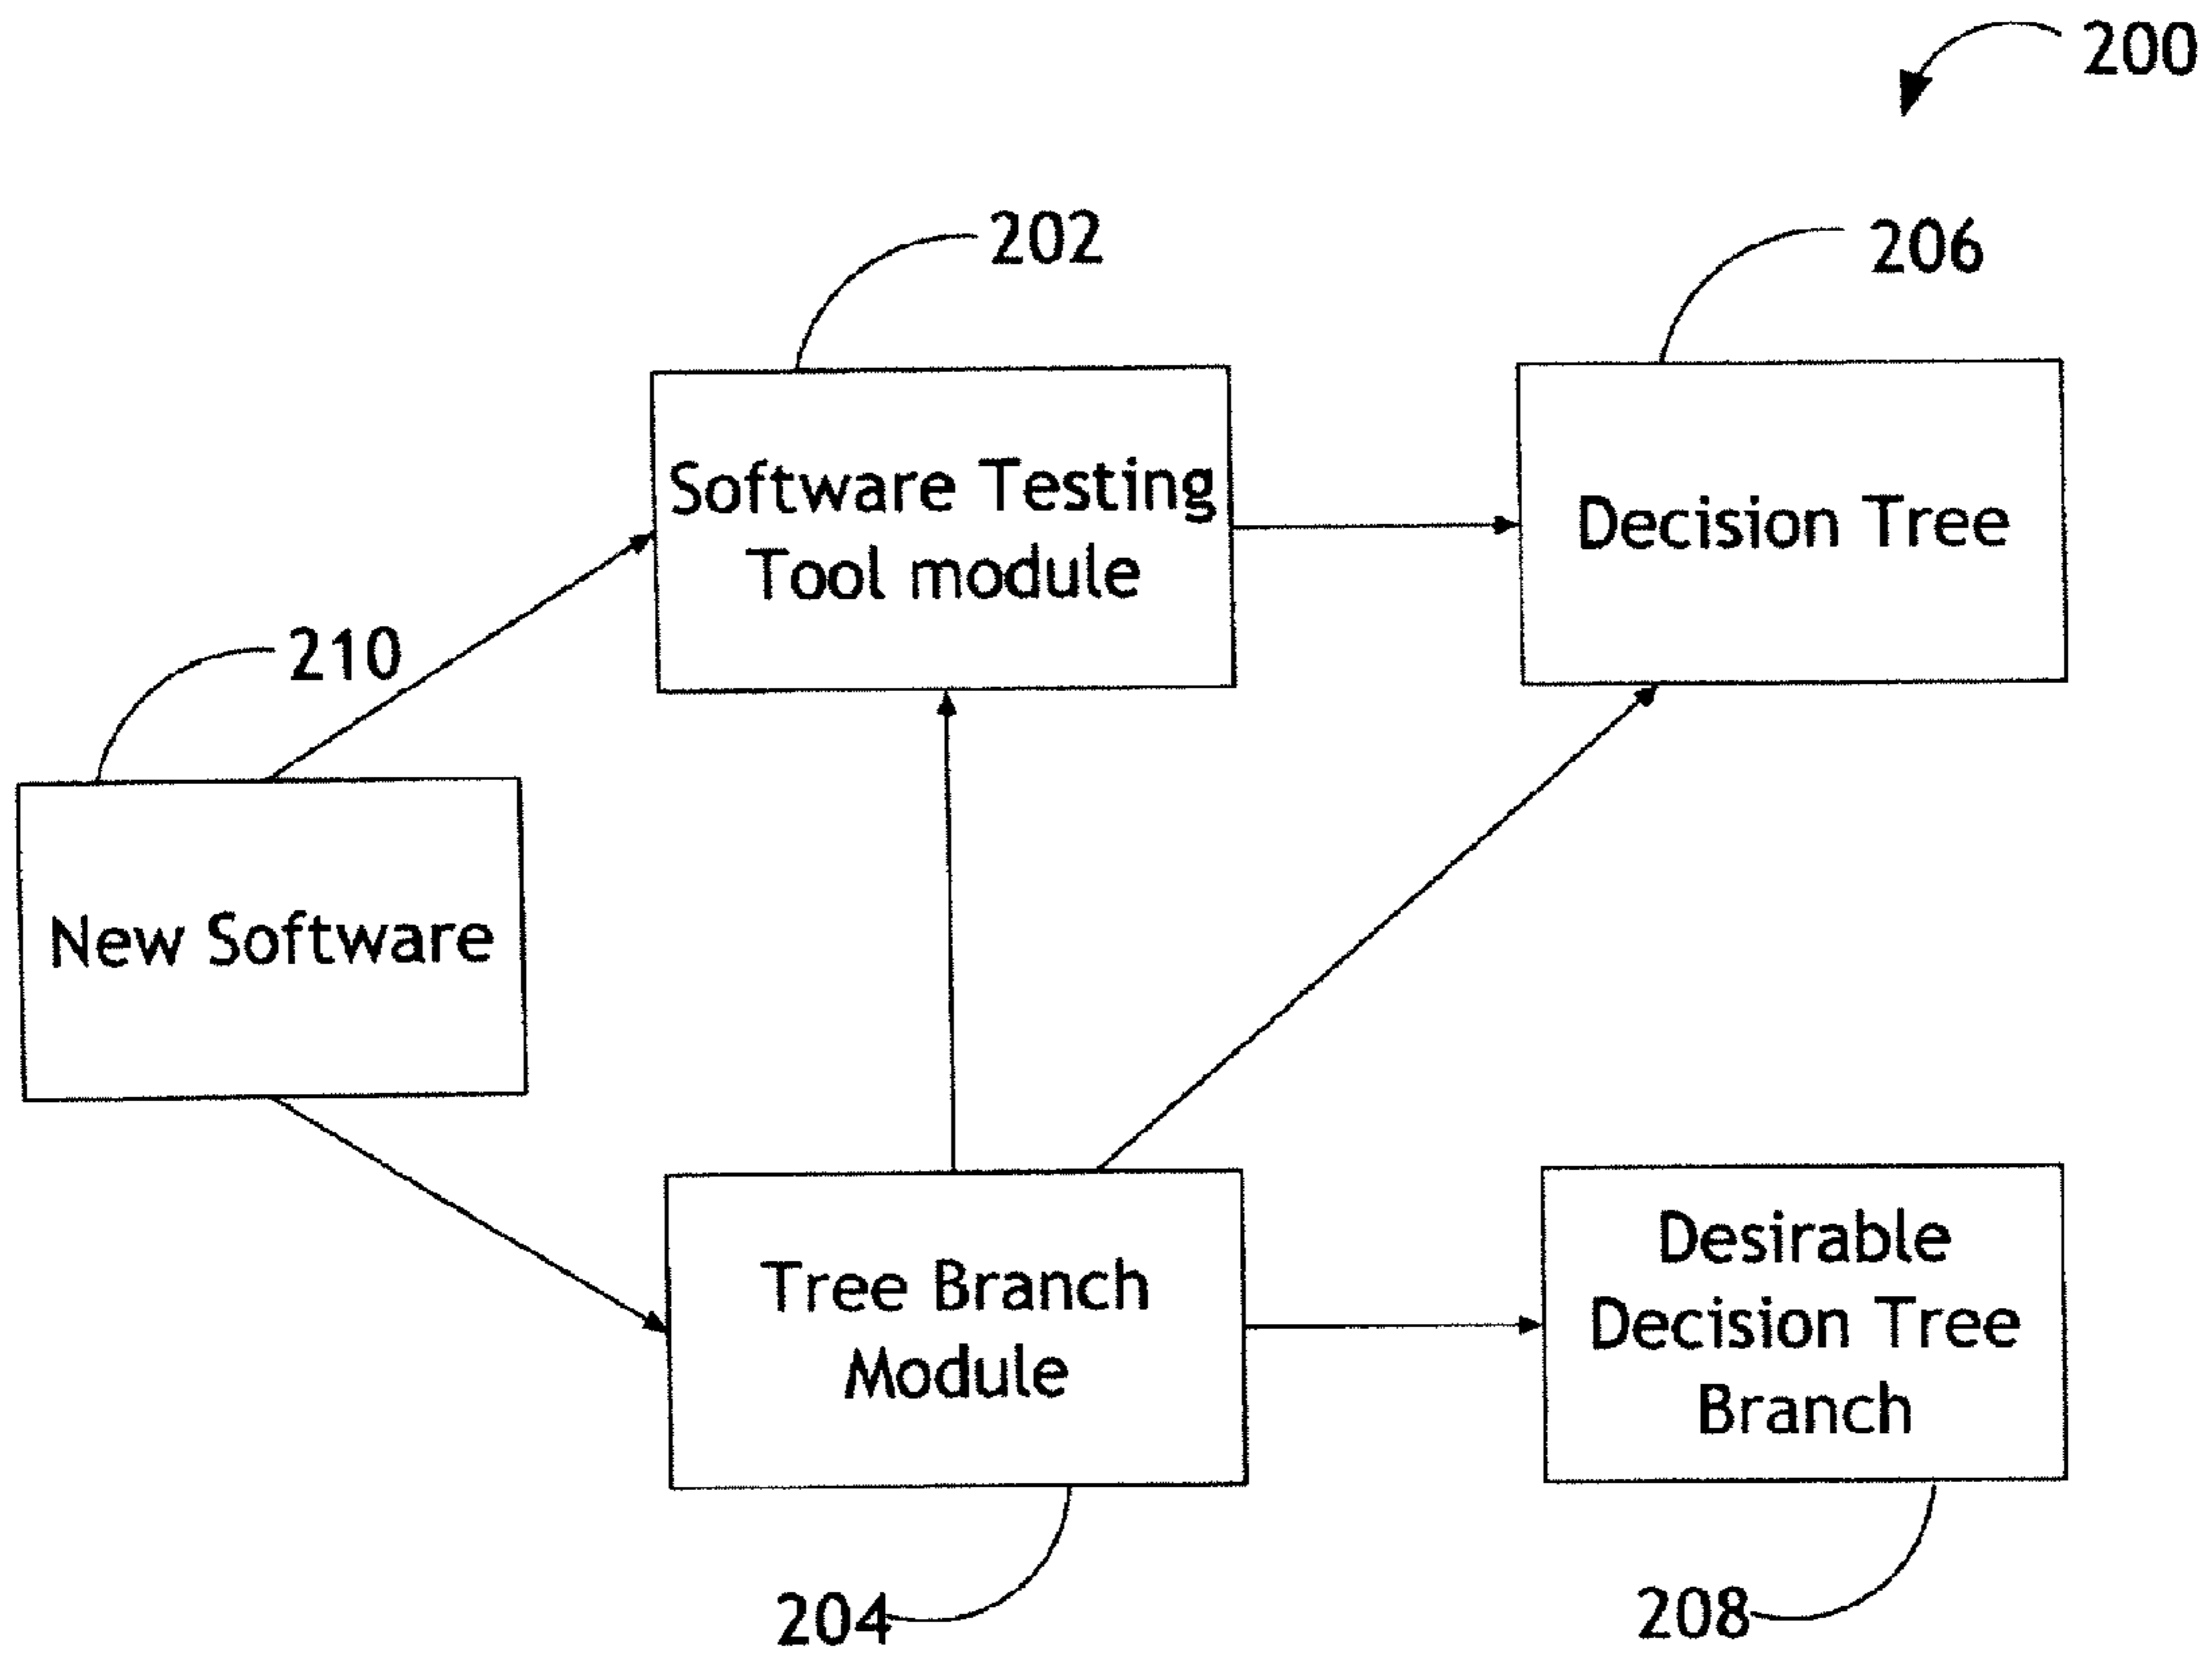 200
202
206
Software Testing
Tool module
Decision Tree
210
New Software
Tree Branch
Module
Desirable
Decision Tree
Branch
204
208